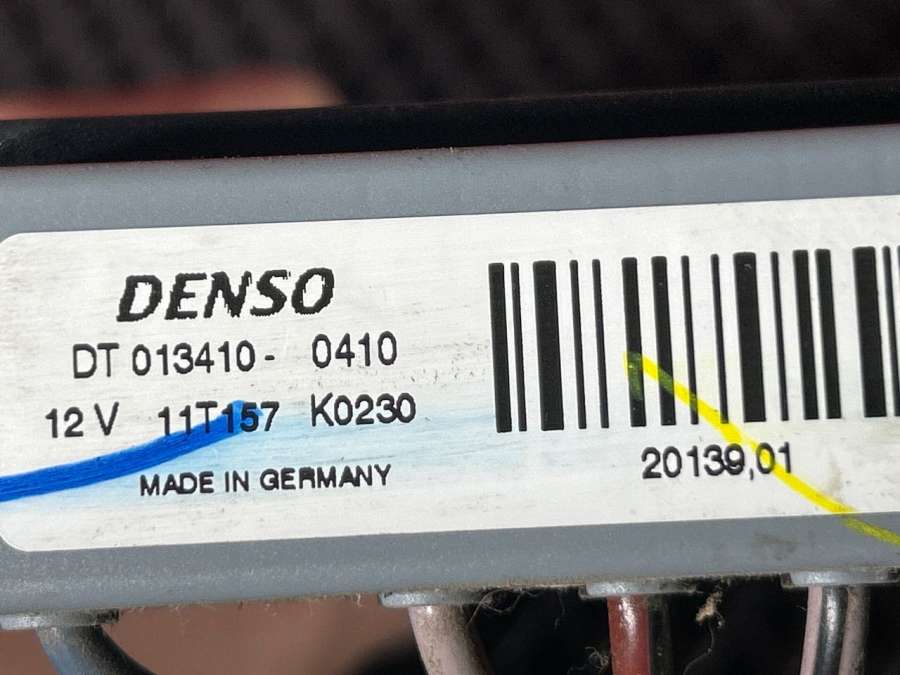 DENSO
DT 013410- 0410
12 V 11T157 K0230
MADE IN GERMANY
20139,01